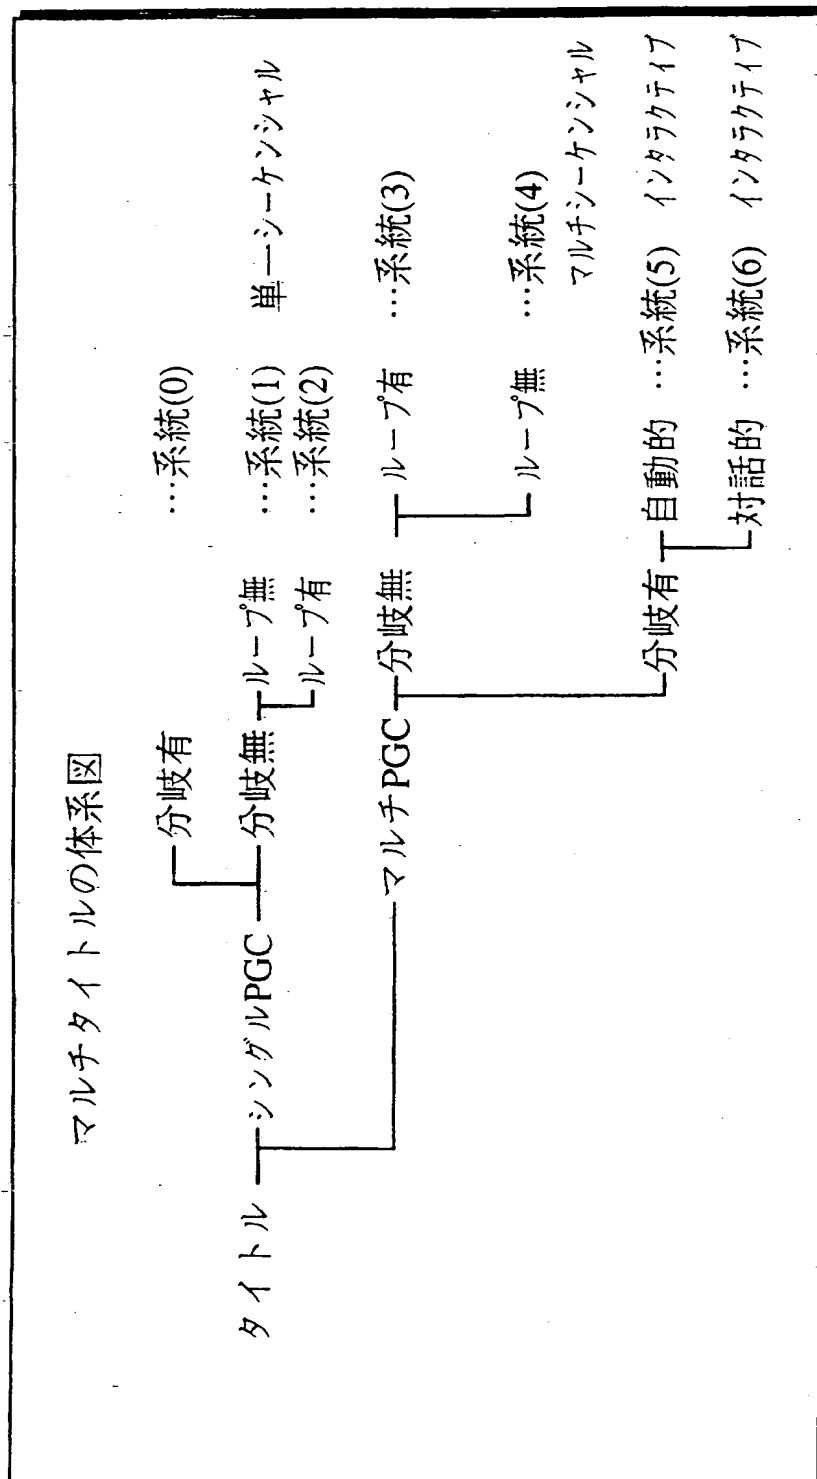 マルチタイトルの体系図
分岐有 …系統(0)
タイトル シングルPGC 分岐無 ループ無 …系統(1) 単一シーケンシャル
ループ有 …系統(2)
マルチPGC 分岐無 ループ有 …系統(3)
ループ無 …系統(4)
マルチシーケンシャル
分岐有 自動的 …系統(5) インタラクティブ
対話的 …系統(6) インタラクティブ